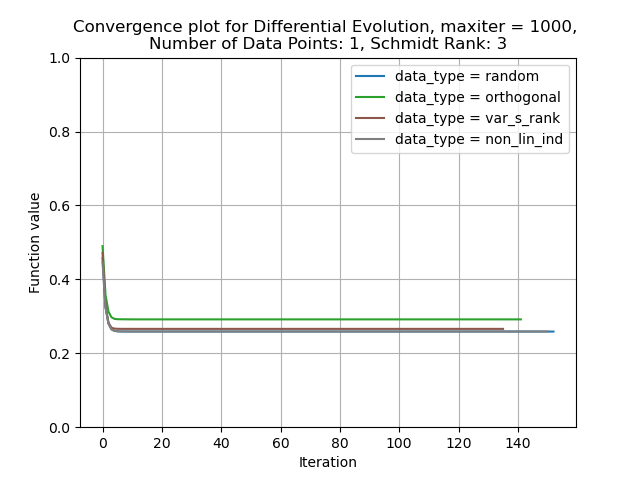 Convergence plot for Differential Evolution, maxiter = 1000,
Number of Data Points: 1, Schmidt Rank: 3
data_type = random
data_type = orthogonal
data_type = var_s_rank
data_type = non_lin_ind
Function value
1.0
0.8
0.6
0.4
0.2
0.0
0 20 40 60 80 100 120 140
Iteration